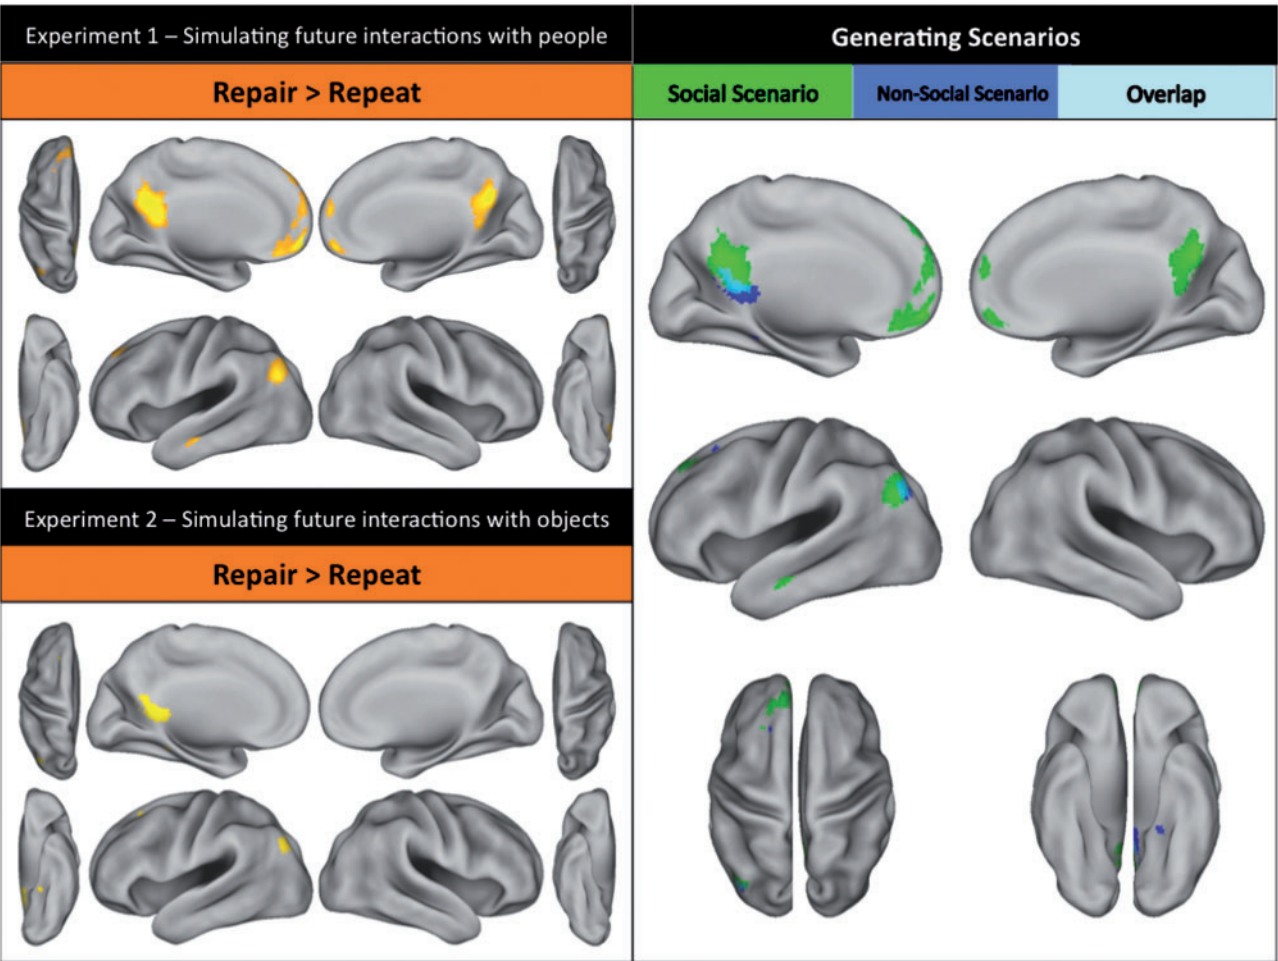 Experiment 1 – Simulating future interactions with people
Repair > Repeat
Experiment 2 – Simulating future interactions with objects
Repair > Repeat
Generating Scenarios
Social Scenario
Non-Social Scenario
Overlap